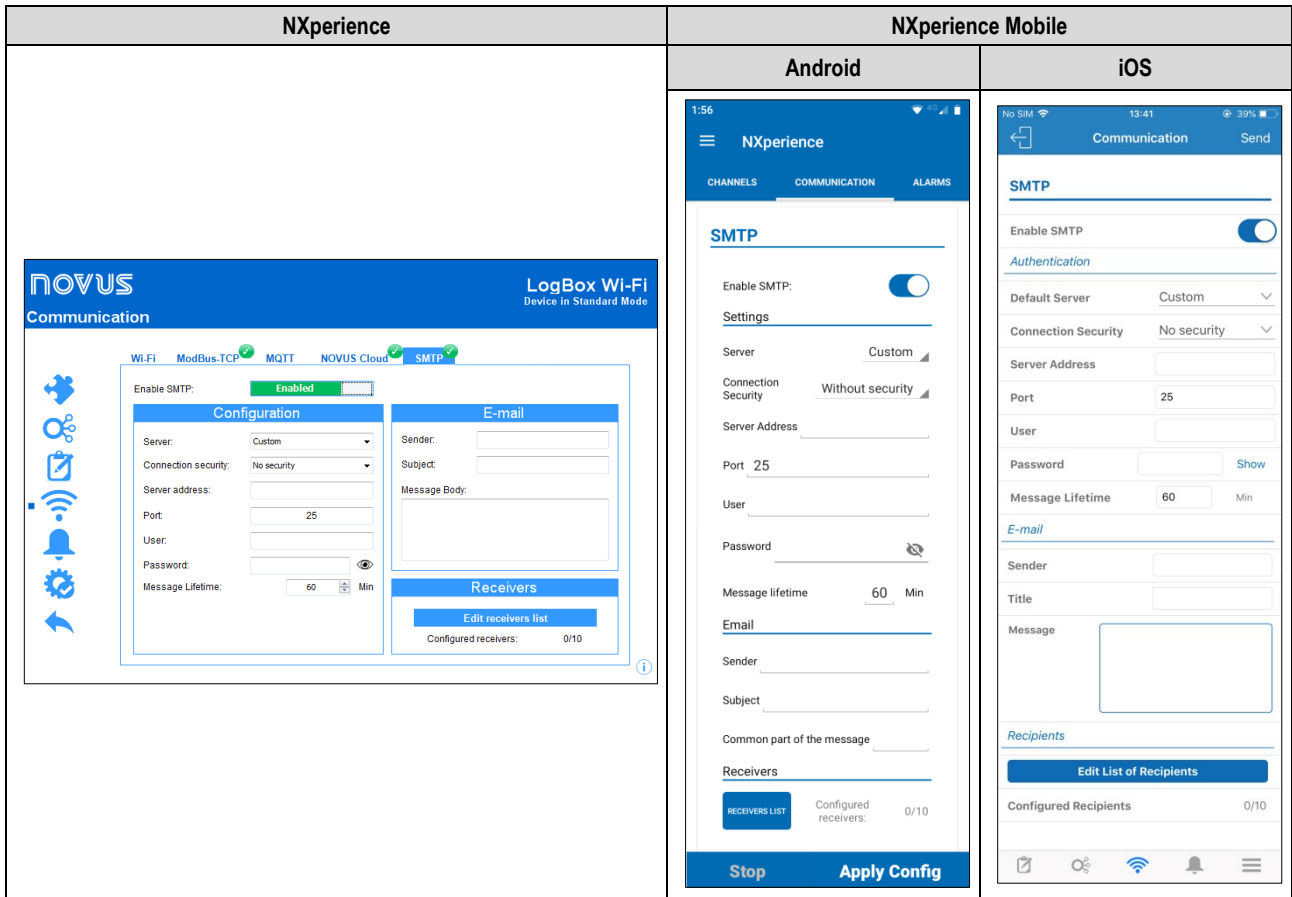 NXperience
NXperience Mobile
Android
iOS
NOVUS
LogBox Wi-Fi
Device in Standard Mode
Communication
Wi-Fi ModBus-TCP MQTT NOVUS Cloud SMTP
Enable SMTP: Enabled
Configuration
Server: Custom
Connection security: No security
Server address:
Port: 25
User:
Password:
Message Lifetime: 60 Min
E-mail
Sender:
Subject:
Message Body:
Receivers
Edit receivers list
Configured receivers: 0/10
i
1:56 4G
NXperience
CHANNELS COMMUNICATION ALARMS
SMTP
Enable SMTP:
Settings
Server Custom
Connection
Security Without security
Server Address
Port 25
User
Password
Message lifetime 60 Min
Email
Sender
Subject
Common part of the message
Receivers
RECEIVERS LIST Configured
receivers: 0/10
Stop Apply Config
No SIM 13:41 39%
Communication Send
SMTP
Enable SMTP
Authentication
Default Server Custom
Connection Security No security
Server Address
Port 25
User
Password Show
Message Lifetime 60 Min
E-mail
Sender
Title
Message
Recipients
Edit List of Recipients
Configured Recipients 0/10